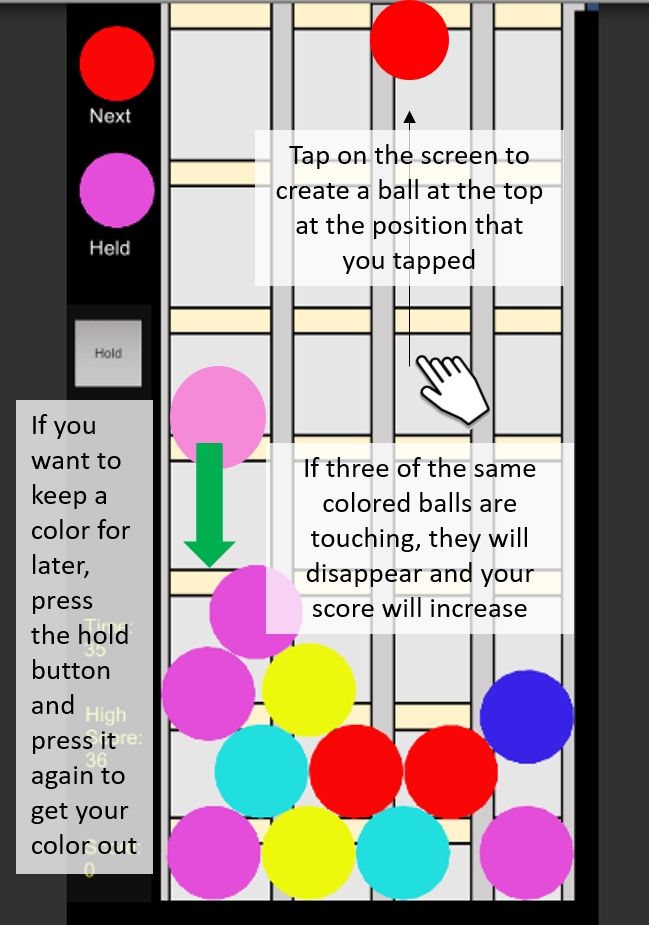 Next
Held
Hold
Tap on the screen to
create a ball at the top
at the position that
you tapped
If you
want to
keep a
color for
later,
press
the hold
button
and
press it
again to
get your
color out
If three of the same
colored balls are
touching, they will
disappear and your
score will increase
Time:
35
High
Score:
36
0